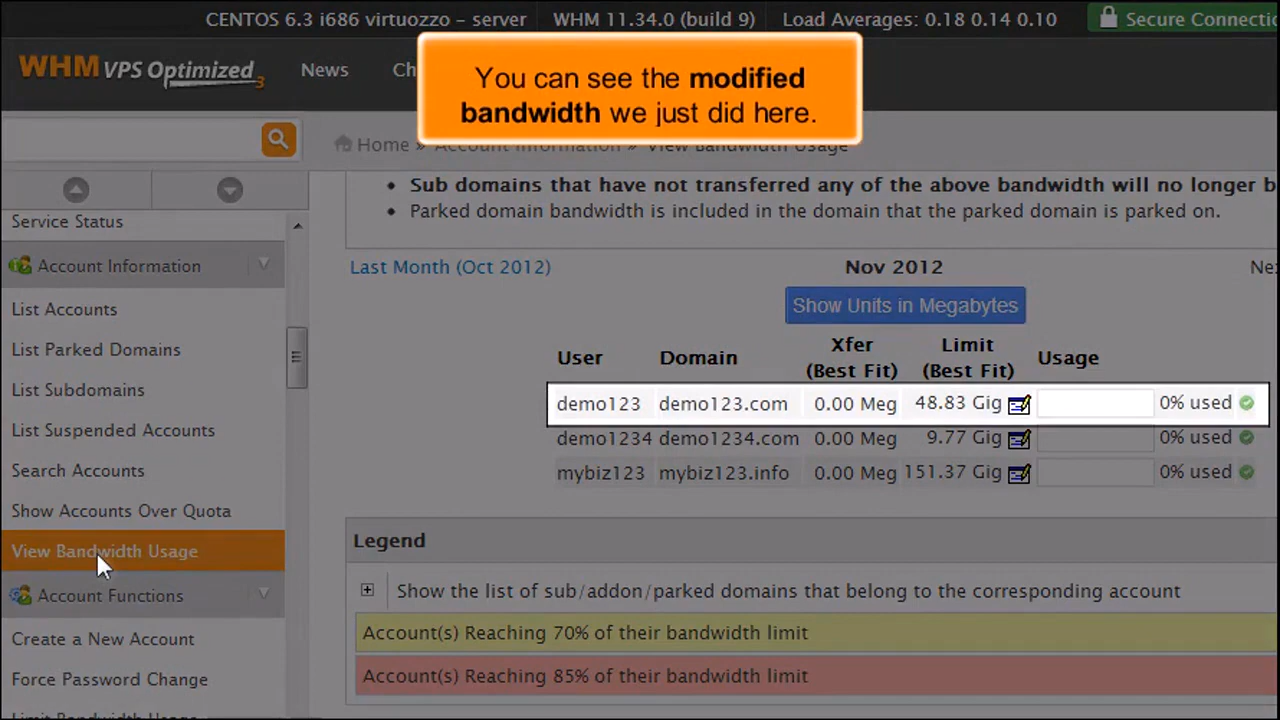 CENTOS 6.3 i686 virtuozzo – server WHM 11.34.0 (build 9) Load Averages: 0.18 0.14 0.10 Secure
WHM VPS Optimized 3 News
You can see the modified
bandwidth we just did here.
Home » Account Information » View Bandwidth Usage
Sub domains that have not transferred any of the above bandwidth will no longer
Parked domain bandwidth is included in the domain that the parked domain is parked on.
Service Status
Account Information
List Accounts
List Parked Domains
List Subdomains
List Suspended Accounts
Search Accounts
Show Accounts Over Quota
View Bandwidth Usage
Account Functions
Create a New Account
Force Password Change
Limit Bandwidth Usage
Last Month (Oct 2012) Nov 2012
Show Units in Megabytes
User Domain Xfer (Best Fit) Limit (Best Fit) Usage
demo123 demo123.com 0.00 Meg 48.83 Gig 0% used
demo1234 demo1234.com 0.00 Meg 9.77 Gig 0% used
mybiz123 mybiz123.info 0.00 Meg 151.37 Gig 0% used
Legend
Show the list of sub/addon/parked domains that belong to the corresponding account
Account(s) Reaching 70% of their bandwidth limit
Account(s) Reaching 85% of their bandwidth limit